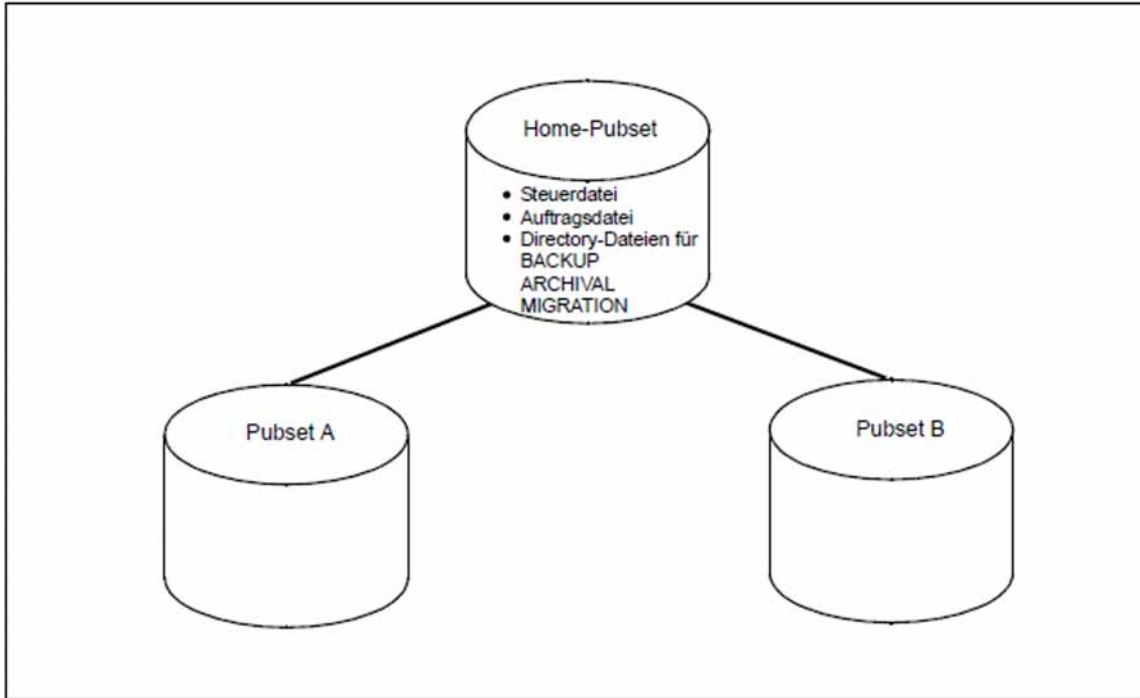 Home-Pubset
• Steuerdatei
• Auftragsdatei
• Directory-Dateien für
BACKUP
ARCHIVAL
MIGRATION
Pubset A
Pubset B